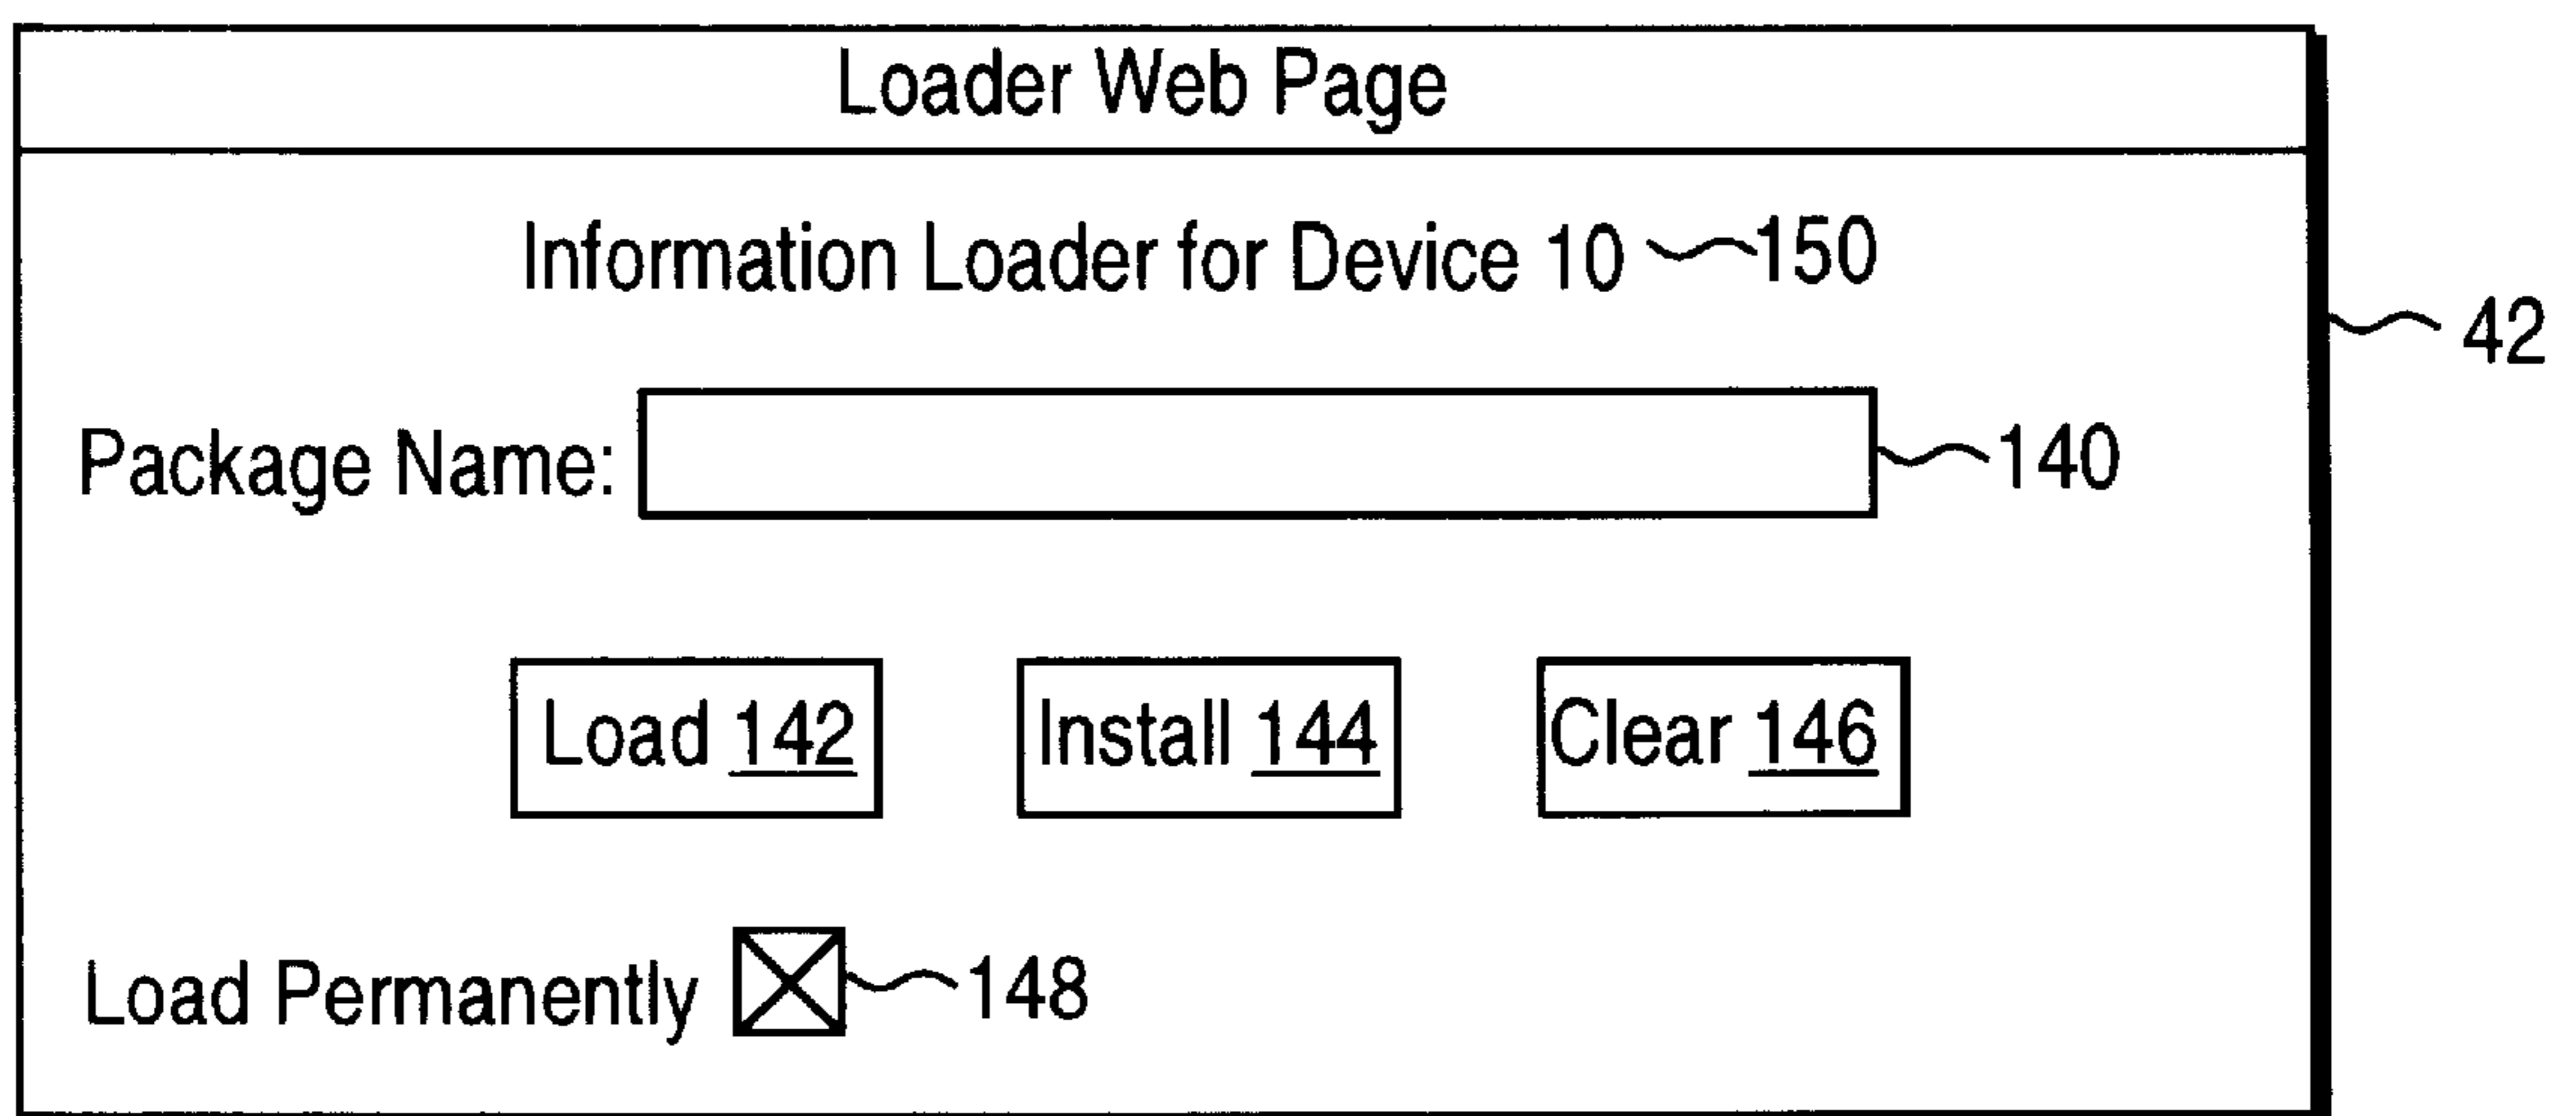 Loader Web Page
Information Loader for Device 10 150
42
Package Name: 140
Load 142 Install 144 Clear 146
Load Permanently 148